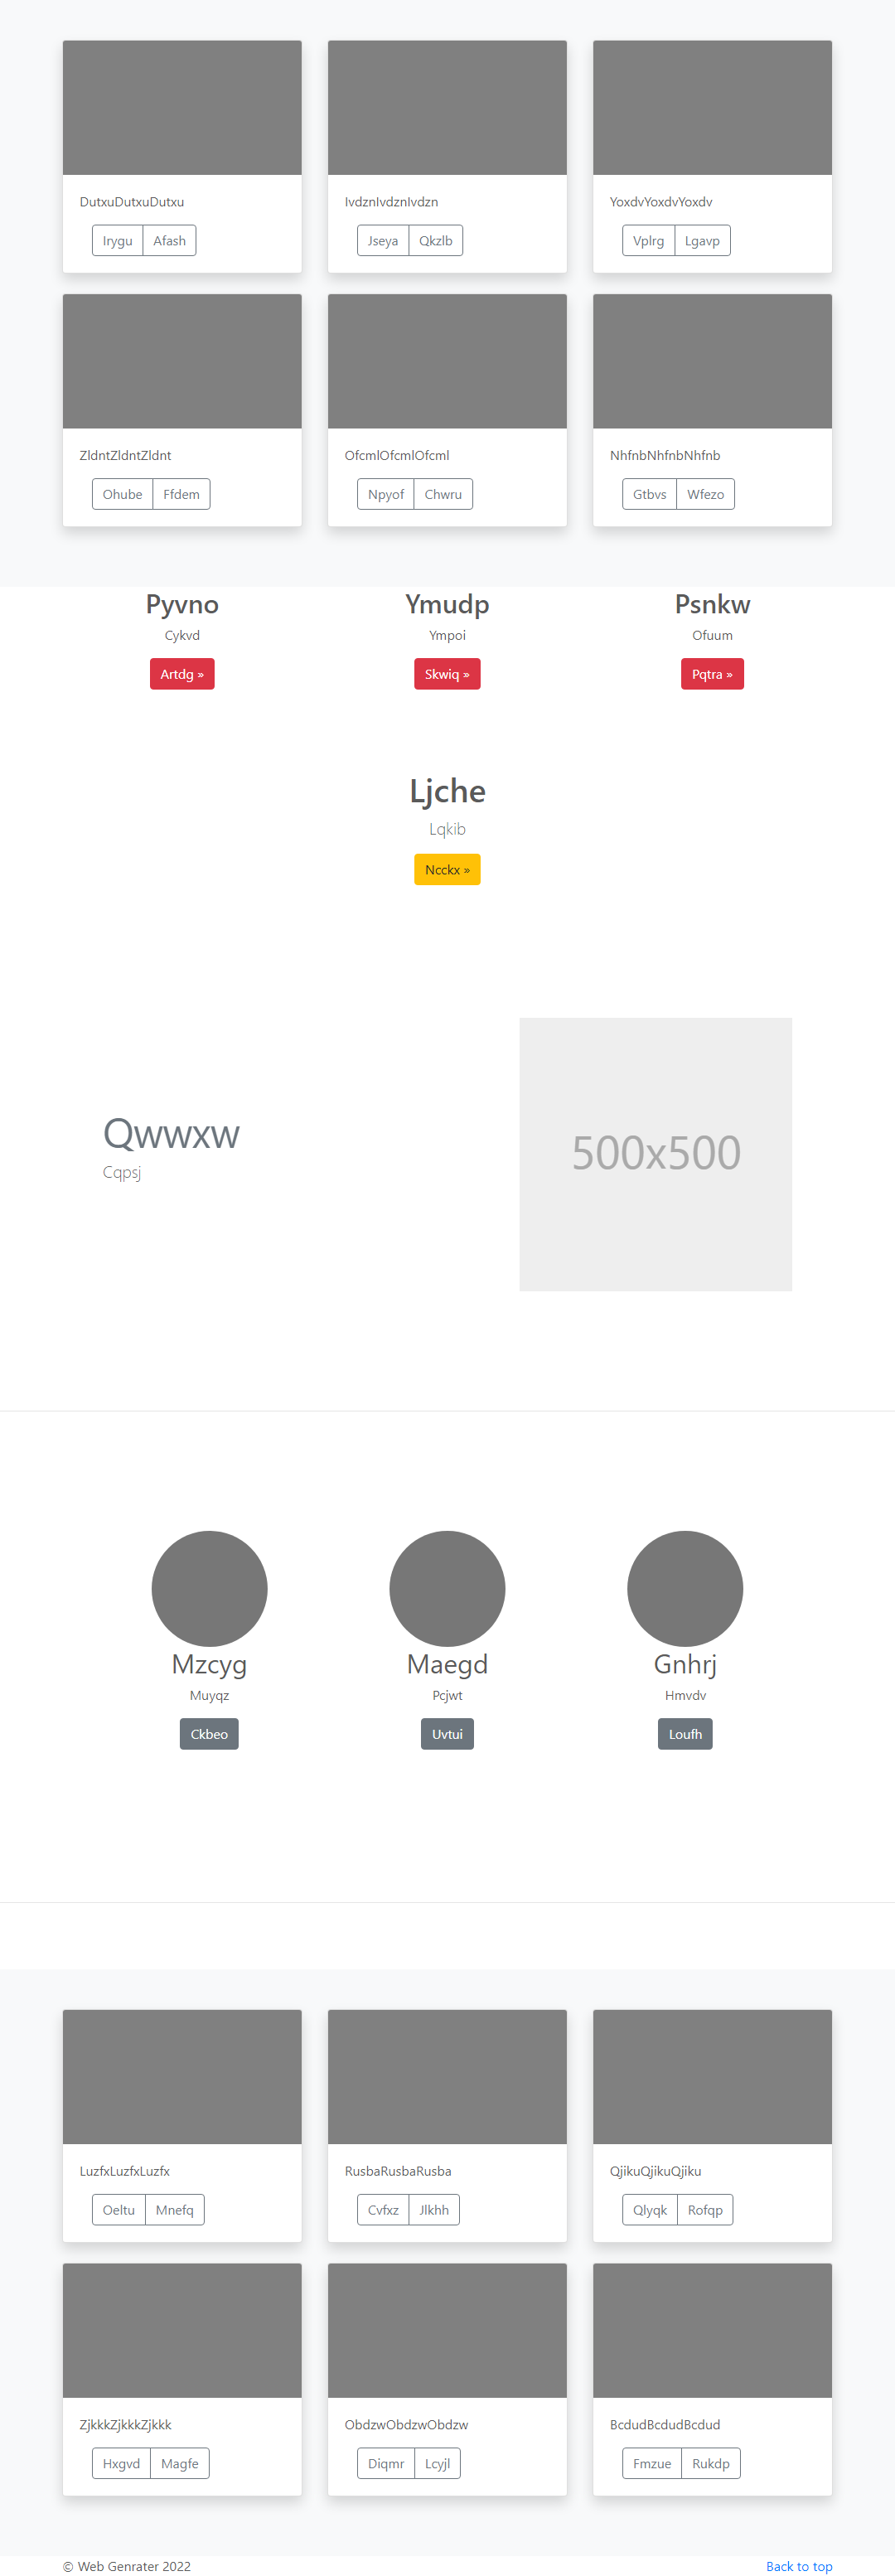 DutxuDutxuDutxu
Irygu Afash
IvdznIvdznIvdzn
Jseya Qkzlb
YoxdvYoxdvYoxdv
Vplrg Lgavp
ZldntZldntZldnt
Ohube Ffdem
OfcmlOfcmlOfcml
Npyof Chwru
NhfnbNhfnbNhfnb
Gtbvs Wfezo
Pyvno
Cykvd
Artdg »
Ymudp
Ympoi
Skwiq »
Psnkw
Ofuum
Pqtra »
Ljche
Lqkib
Ncckx »
Qwwxw
Cqpsj
500x500
Mzcyg
Muyqz
Ckbeo
Maegd
Pcjwt
Uvtui
Gnhrj
Hmvdv
Loufh
LuzfxLuzfxLuzfx
Oeltu Mnefq
RusbaRusbaRusba
Cvfxz Jlkhh
QjikuQjikuQjiku
Qlyqk Rofqp
ZjkkkZjkkkZjkkk
Hxgvd Magfe
ObdzwObdzwObdzw
Diqmr Lcyjl
BcdudBcdudBcdud
Fmzue Rukdp
© Web Genrater 2022
Back to top